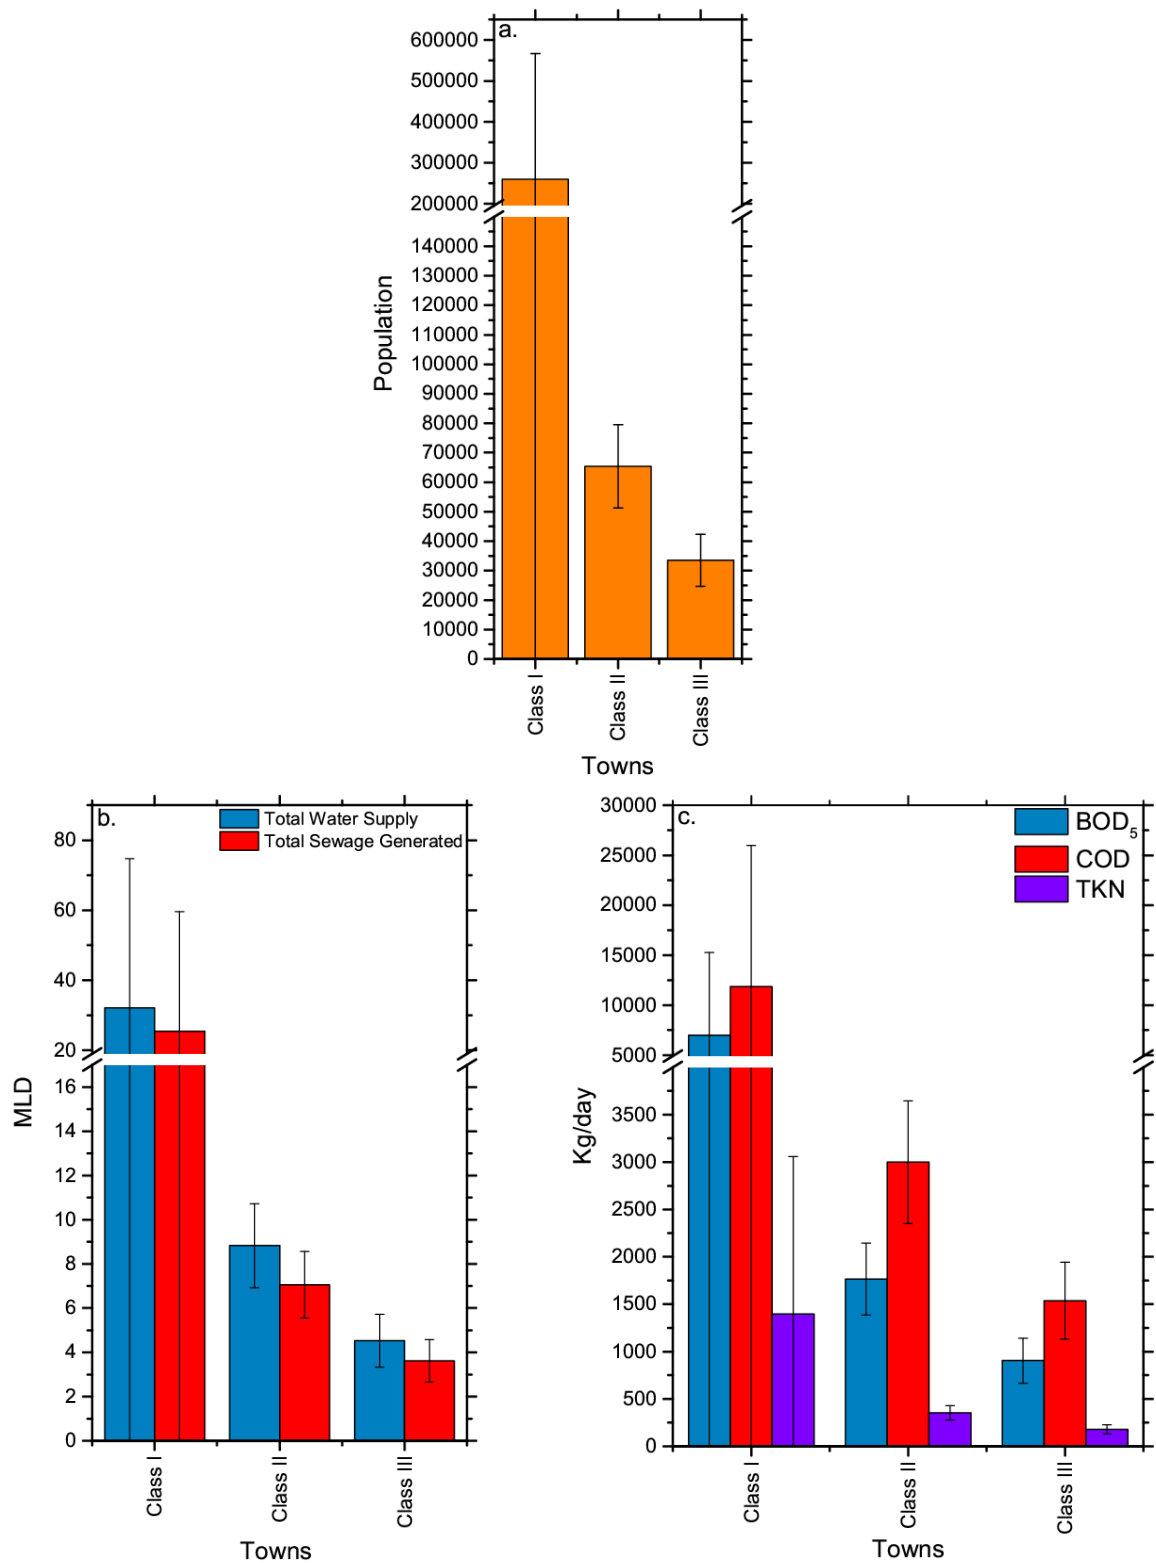 a.
600000
500000
400000
300000
200000
140000
130000
120000
110000
100000
90000
80000
70000
60000
50000
40000
30000
20000
10000
0
Population
Class I
Class II
Class III
Towns
b.
Total Water Supply
Total Sewage Generated
80
60
40
20
16
14
12
10
8
6
4
2
0
MLD
Class I
Class II
Class III
Towns
c.
BOD5
COD
TKN
30000
25000
20000
15000
10000
5000
3500
3000
2500
2000
1500
1000
500
0
Kg/day
Class I
Class II
Class III
Towns